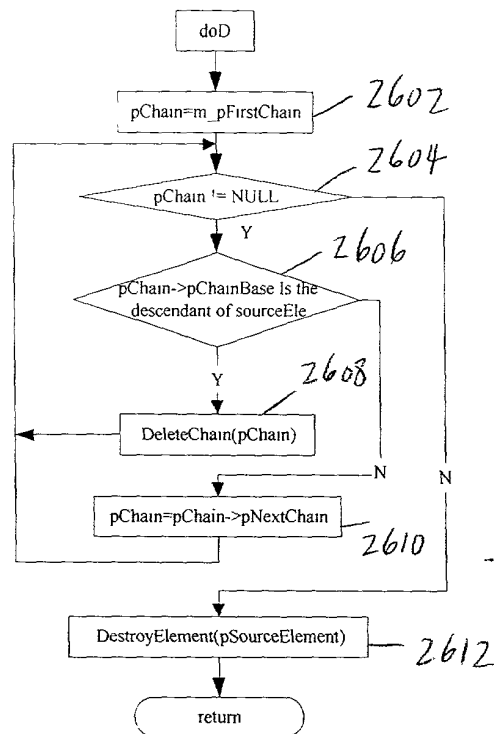 doD
pChain=m_pFirstChain
2602
2604
pChain != NULL
Y
2606
pChain->pChainBase Is the
descendant of sourceEle
Y
2608
DeleteChain(pChain)
N
N
pChain=pChain->pNextChain
2610
DestroyElement(pSourceElement)
2612
return